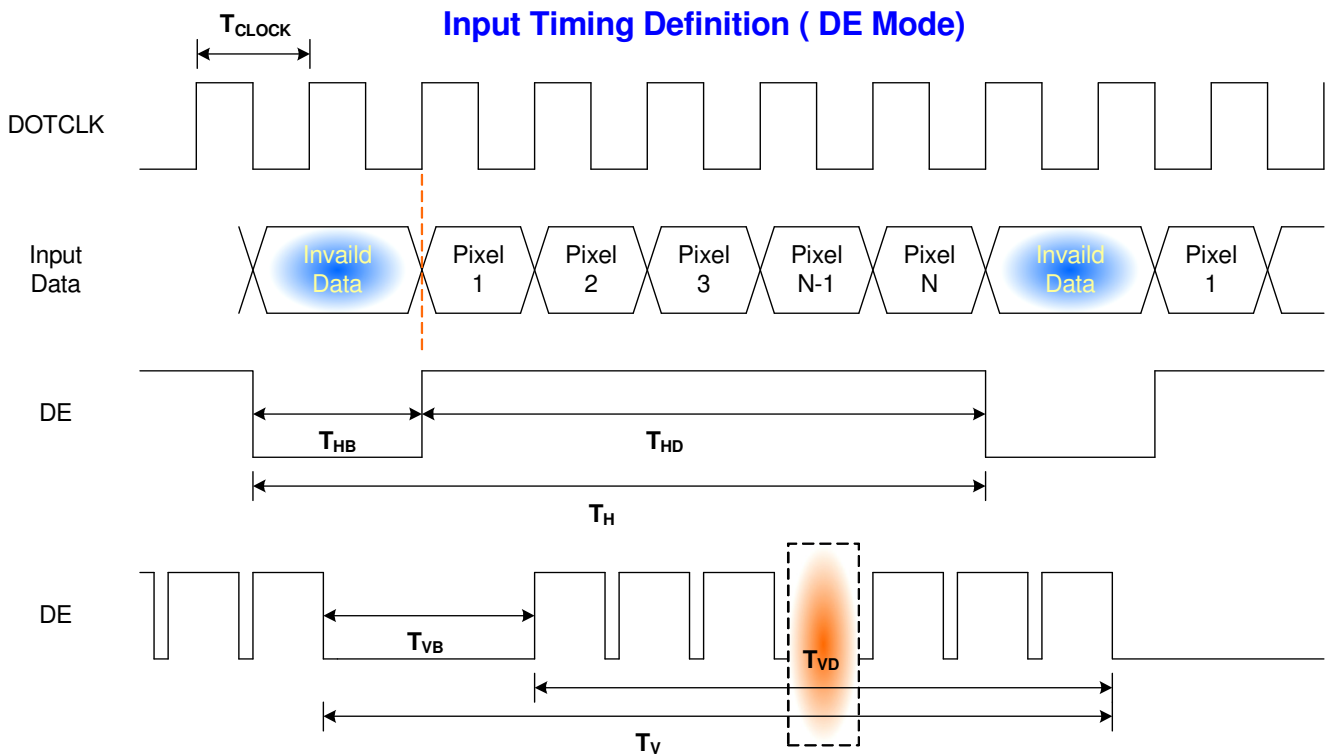 Input Timing Definition ( DE Mode)
TCLOCK
DOTCLK
Input
Data
Invaild
Data
Pixel
1
Pixel
2
Pixel
3
Pixel
N-1
Pixel
N
Invaild
Data
Pixel
1
DE
THB
THD
TH
DE
TVB
TVD
TV